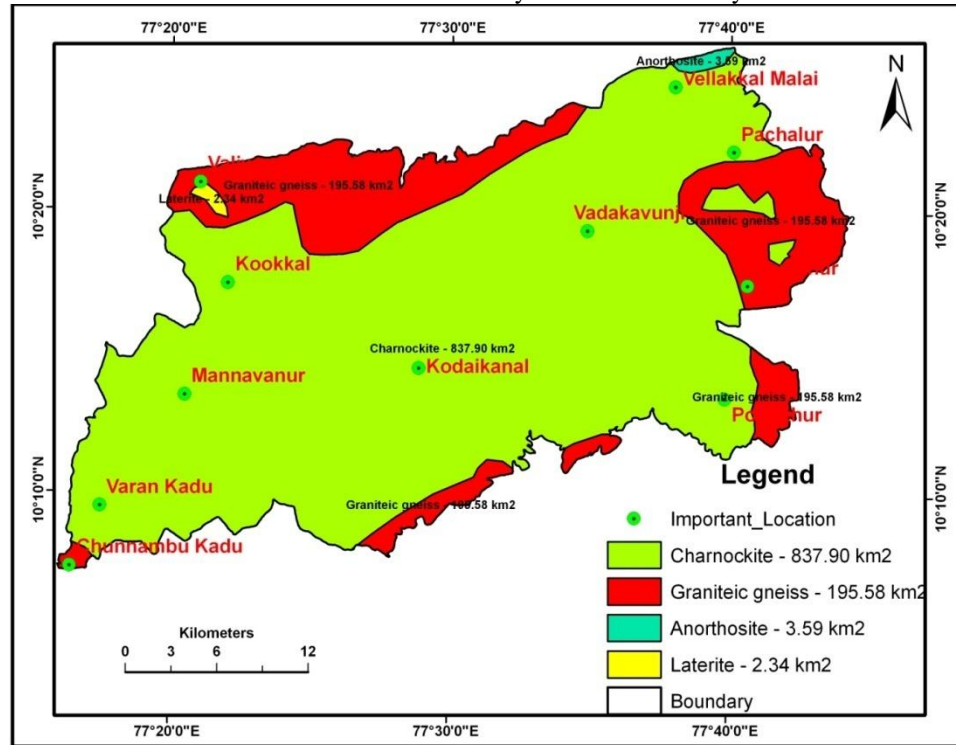 77°20'0"E
77°30'0"E
77°40'0"E
N
Anorthosite - 3.59 km2
Vellakkal Malai
Pachalur
Graniteic gneiss - 195.58 km2
Laterite - 2.34 km2
10°20'0"N
10°20'0"N
Graniteic gneiss - 195.58 km2
Kookkal
Charnockite - 837.90 km2
Kodaikanal
Mannavanur
Graniteic gneiss - 195.58 km2
Varan Kadu
Graniteic gneiss - 195.58 km2
10°10'0"N
10°10'0"N
Chunnambu Kadu
Kilometers
0 3 6 12
Legend
Important_Location
Charnockite - 837.90 km2
Graniteic gneiss - 195.58 km2
Anorthosite - 3.59 km2
Laterite - 2.34 km2
Boundary
77°20'0"E
77°30'0"E
77°40'0"E